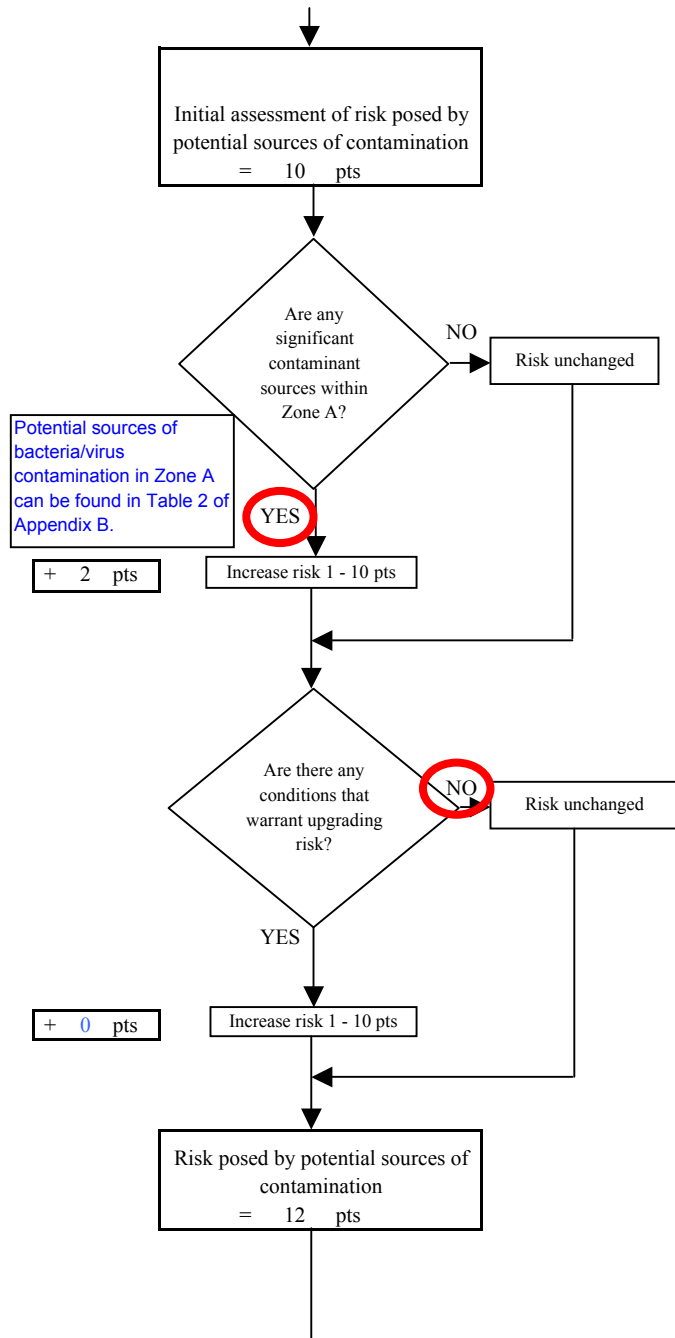 Initial assessment of risk posed by
potential sources of contamination
= 10 pts
Are any
significant
contaminant
sources within
Zone A?
NO
Risk unchanged
Potential sources of
bacteria/virus
contamination in Zone A
can be found in Table 2 of
Appendix B.
YES
+ 2 pts
Increase risk 1 - 10 pts
Are there any
conditions that
warrant upgrading
risk?
NO
Risk unchanged
YES
+ 0 pts
Increase risk 1 - 10 pts
Risk posed by potential sources of
contamination
= 12 pts